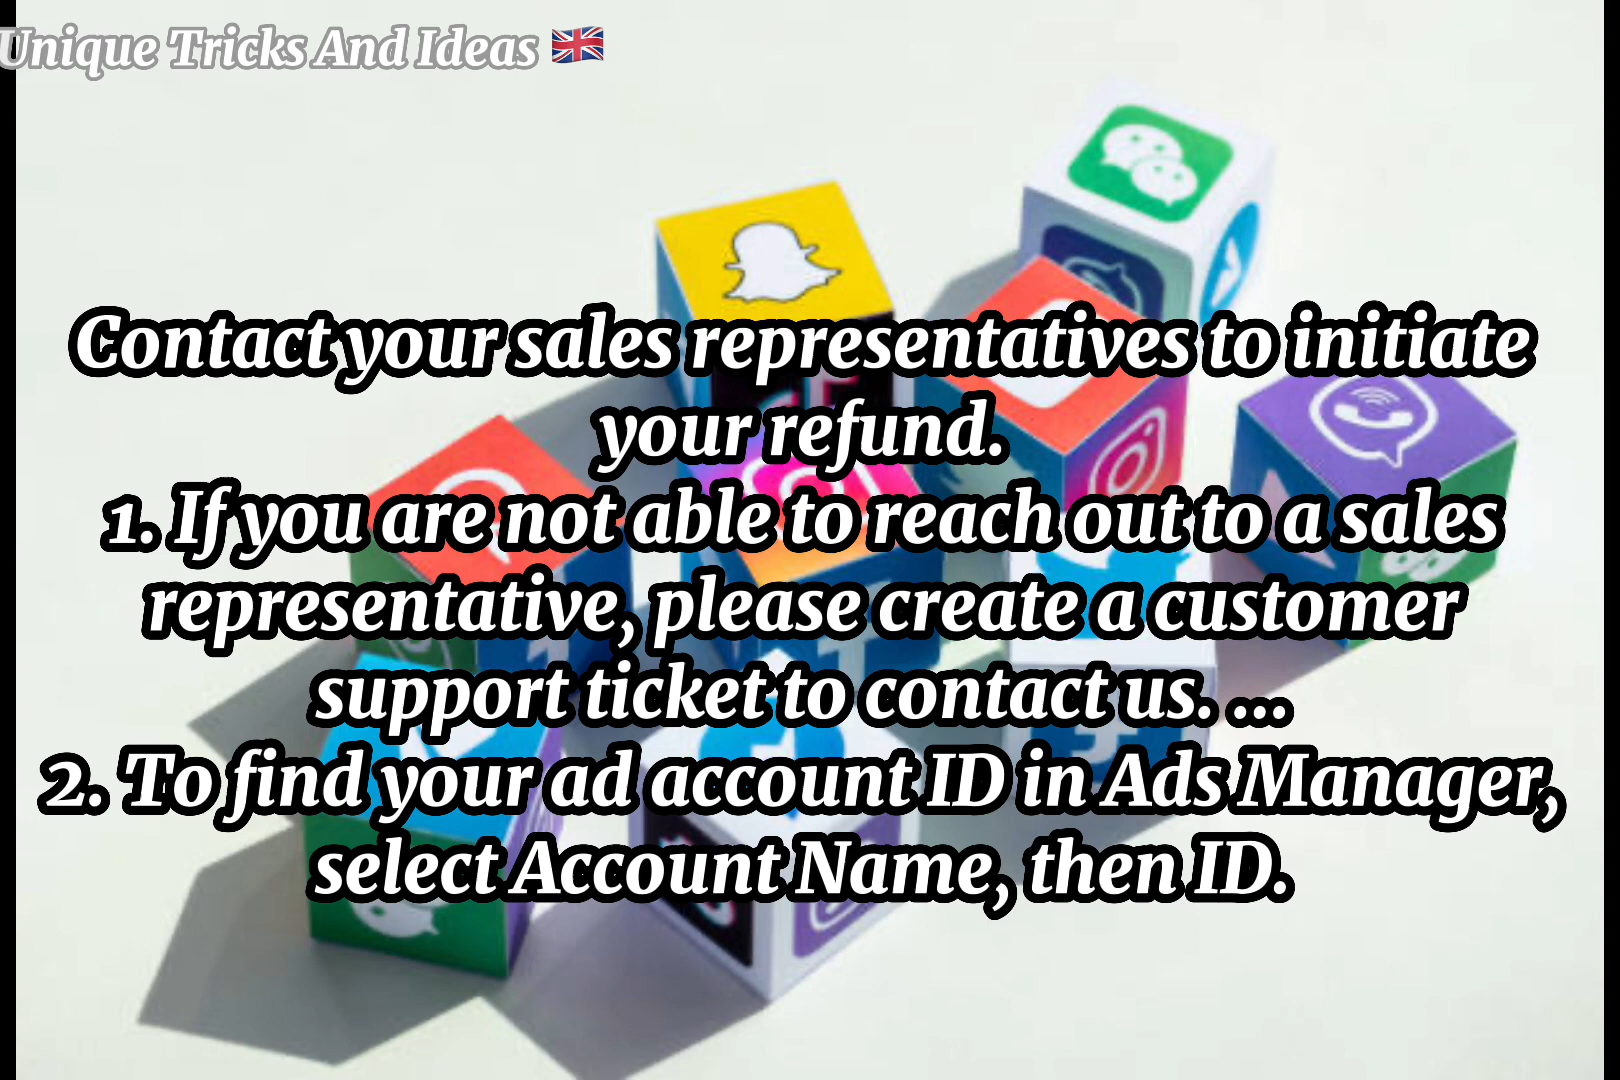 Unique Tricks And Ideas 🇬🇧
Contact your sales representatives to initiate
your refund.
1. If you are not able to reach out to a sales
representative, please create a customer
support ticket to contact us. ...
2. To find your ad account ID in Ads Manager,
select Account Name, then ID.